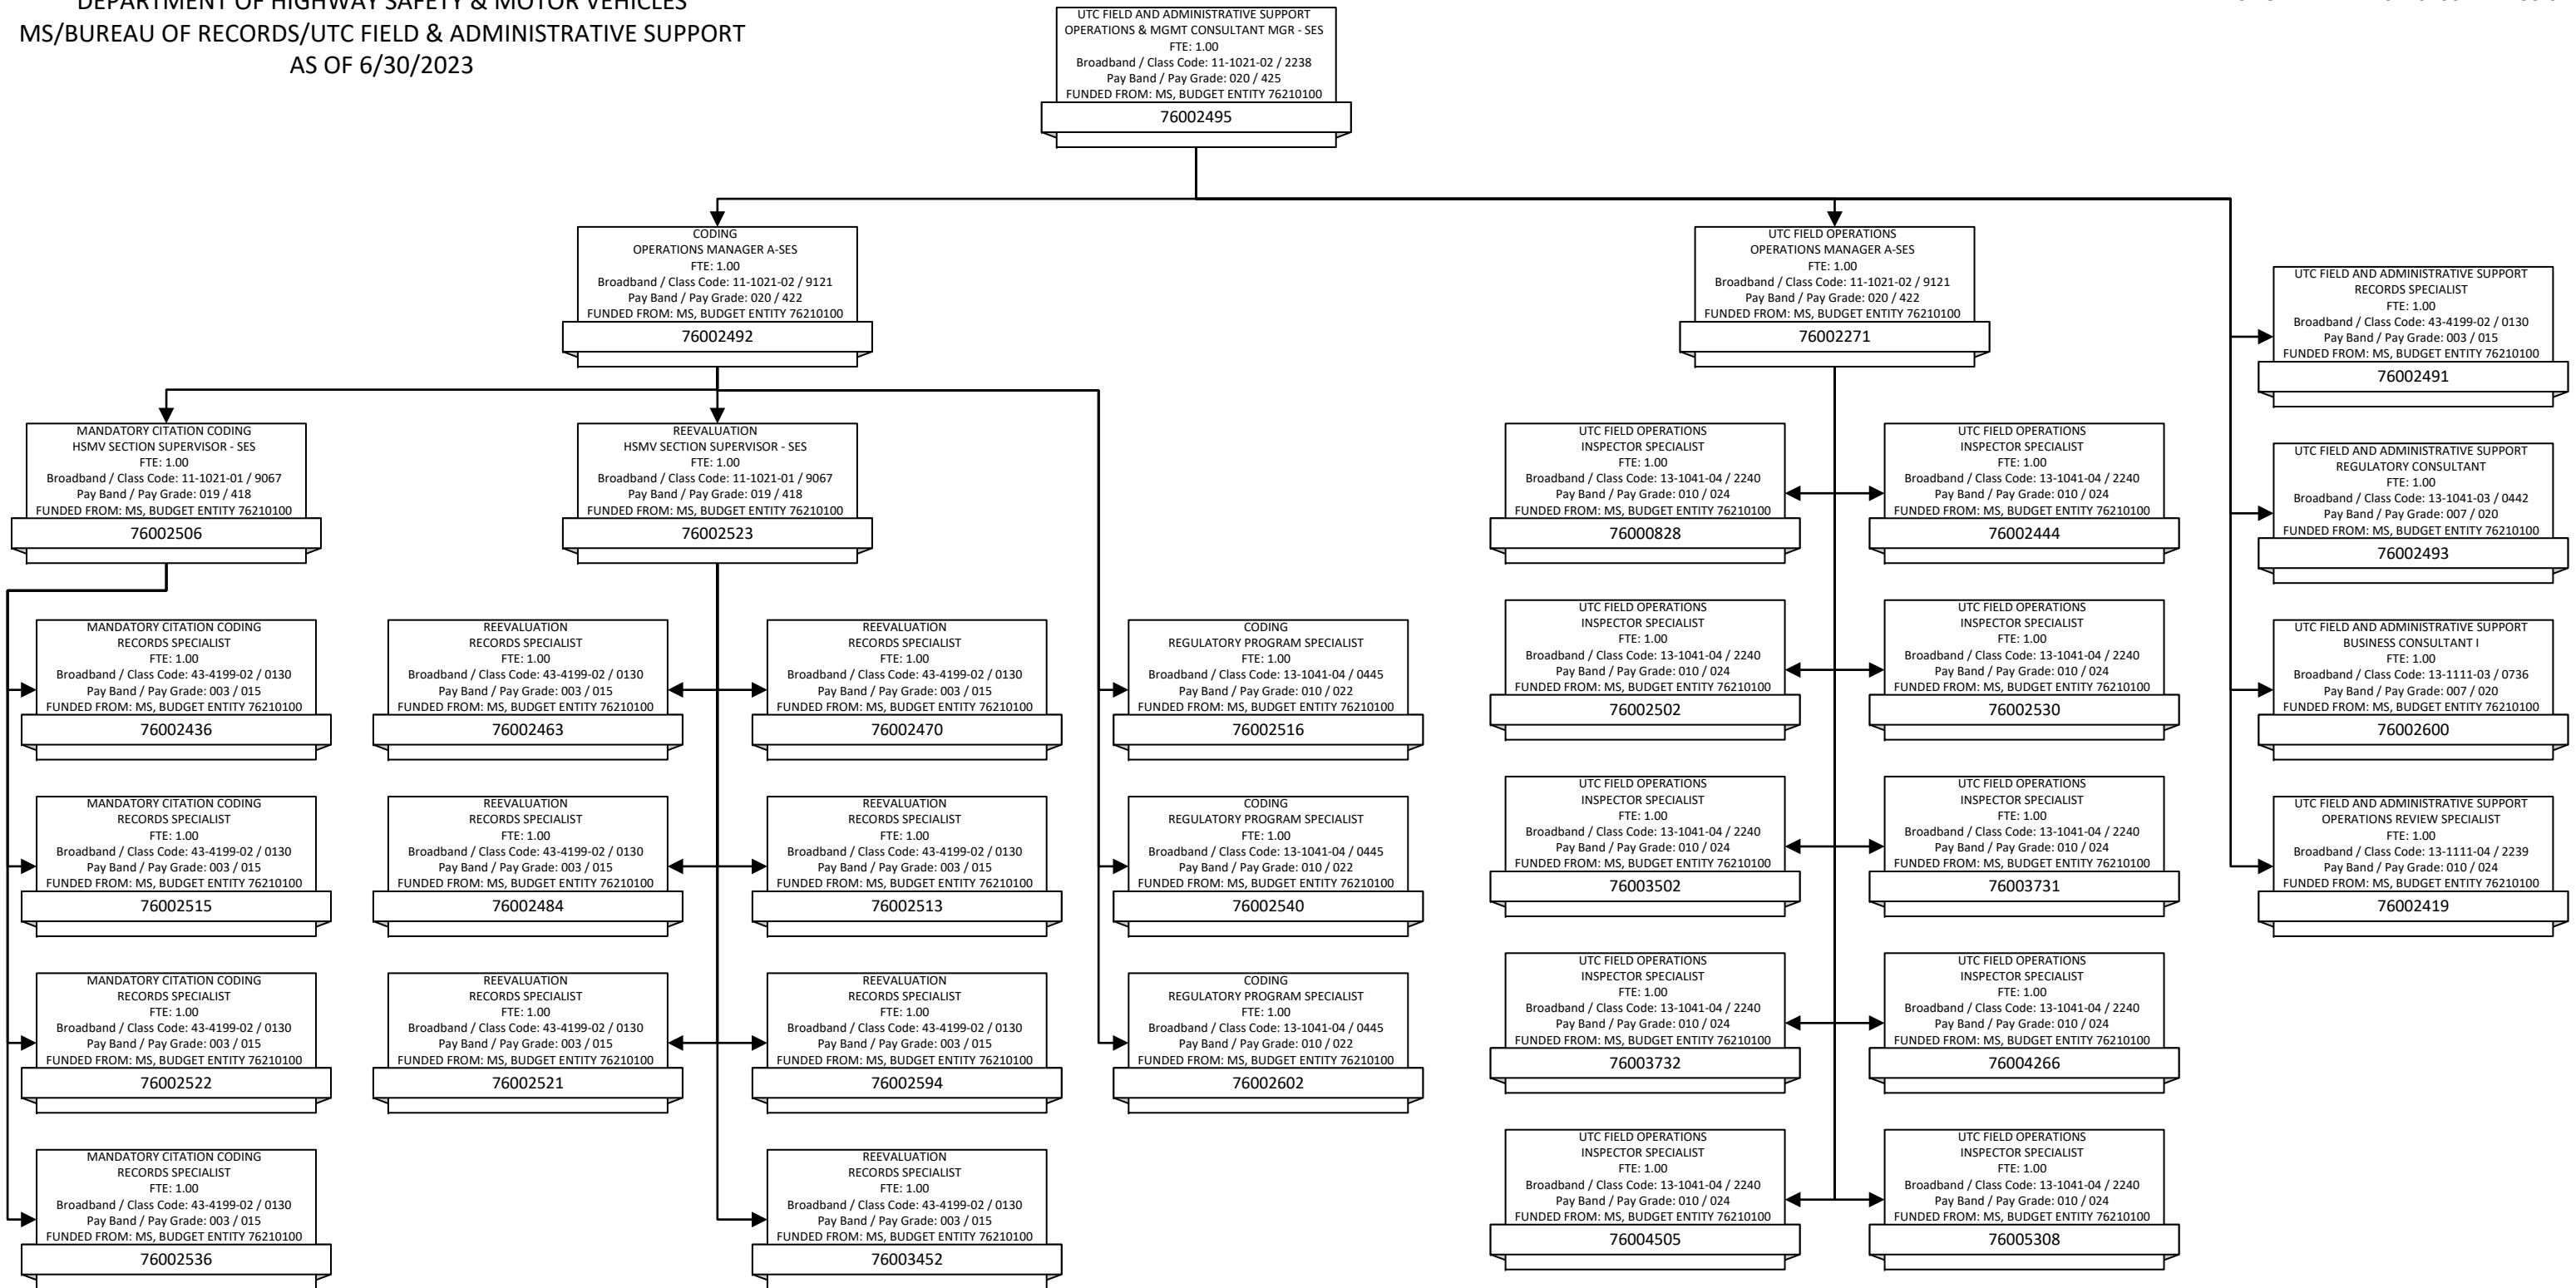 DEPARTMENT OF HIGHWAY SAFETY & MOTOR VEHICLES
MS/BUREAU OF RECORDS/UTC FIELD & ADMINISTRATIVE SUPPORT
AS OF 6/30/2023
UTC FIELD AND ADMINISTRATIVE SUPPORT
OPERATIONS & MGMT CONSULTANT MGR - SES
FTE: 1.00
Broadband / Class Code: 11-1021-02 / 2238
Pay Band / Pay Grade: 020 / 425
FUNDED FROM: MS, BUDGET ENTITY 76210100
76002495
CODING
OPERATIONS MANAGER A-SES
FTE: 1.00
Broadband / Class Code: 11-1021-02 / 9121
Pay Band / Pay Grade: 020 / 422
FUNDED FROM: MS, BUDGET ENTITY 76210100
76002492
UTC FIELD OPERATIONS
OPERATIONS MANAGER A-SES
FTE: 1.00
Broadband / Class Code: 11-1021-02 / 9121
Pay Band / Pay Grade: 020 / 422
FUNDED FROM: MS, BUDGET ENTITY 76210100
76002271
UTC FIELD AND ADMINISTRATIVE SUPPORT
RECORDS SPECIALIST
FTE: 1.00
Broadband / Class Code: 43-4199-02 / 0130
Pay Band / Pay Grade: 003 / 015
FUNDED FROM: MS, BUDGET ENTITY 76210100
76002491
MANDATORY CITATION CODING
HSMV SECTION SUPERVISOR - SES
FTE: 1.00
Broadband / Class Code: 11-1021-01 / 9067
Pay Band / Pay Grade: 019 / 418
FUNDED FROM: MS, BUDGET ENTITY 76210100
76002506
REEVALUATION
HSMV SECTION SUPERVISOR - SES
FTE: 1.00
Broadband / Class Code: 11-1021-01 / 9067
Pay Band / Pay Grade: 019 / 418
FUNDED FROM: MS, BUDGET ENTITY 76210100
76002523
UTC FIELD OPERATIONS
INSPECTOR SPECIALIST
FTE: 1.00
Broadband / Class Code: 13-1041-04 / 2240
Pay Band / Pay Grade: 010 / 024
FUNDED FROM: MS, BUDGET ENTITY 76210100
76000828
UTC FIELD OPERATIONS
INSPECTOR SPECIALIST
FTE: 1.00
Broadband / Class Code: 13-1041-04 / 2240
Pay Band / Pay Grade: 010 / 024
FUNDED FROM: MS, BUDGET ENTITY 76210100
76002444
UTC FIELD AND ADMINISTRATIVE SUPPORT
REGULATORY CONSULTANT
FTE: 1.00
Broadband / Class Code: 13-1041-03 / 0442
Pay Band / Pay Grade: 007 / 020
FUNDED FROM: MS, BUDGET ENTITY 76210100
76002493
MANDATORY CITATION CODING
RECORDS SPECIALIST
FTE: 1.00
Broadband / Class Code: 43-4199-02 / 0130
Pay Band / Pay Grade: 003 / 015
FUNDED FROM: MS, BUDGET ENTITY 76210100
76002436
REEVALUATION
RECORDS SPECIALIST
FTE: 1.00
Broadband / Class Code: 43-4199-02 / 0130
Pay Band / Pay Grade: 003 / 015
FUNDED FROM: MS, BUDGET ENTITY 76210100
76002463
REEVALUATION
RECORDS SPECIALIST
FTE: 1.00
Broadband / Class Code: 43-4199-02 / 0130
Pay Band / Pay Grade: 003 / 015
FUNDED FROM: MS, BUDGET ENTITY 76210100
76002470
CODING
REGULATORY PROGRAM SPECIALIST
FTE: 1.00
Broadband / Class Code: 13-1041-04 / 0445
Pay Band / Pay Grade: 010 / 022
FUNDED FROM: MS, BUDGET ENTITY 76210100
76002516
UTC FIELD OPERATIONS
INSPECTOR SPECIALIST
FTE: 1.00
Broadband / Class Code: 13-1041-04 / 2240
Pay Band / Pay Grade: 010 / 024
FUNDED FROM: MS, BUDGET ENTITY 76210100
76002502
UTC FIELD OPERATIONS
INSPECTOR SPECIALIST
FTE: 1.00
Broadband / Class Code: 13-1041-04 / 2240
Pay Band / Pay Grade: 010 / 024
FUNDED FROM: MS, BUDGET ENTITY 76210100
76002530
UTC FIELD AND ADMINISTRATIVE SUPPORT
BUSINESS CONSULTANT I
FTE: 1.00
Broadband / Class Code: 13-1111-03 / 0736
Pay Band / Pay Grade: 007 / 020
FUNDED FROM: MS, BUDGET ENTITY 76210100
76002600
MANDATORY CITATION CODING
RECORDS SPECIALIST
FTE: 1.00
Broadband / Class Code: 43-4199-02 / 0130
Pay Band / Pay Grade: 003 / 015
FUNDED FROM: MS, BUDGET ENTITY 76210100
76002515
REEVALUATION
RECORDS SPECIALIST
FTE: 1.00
Broadband / Class Code: 43-4199-02 / 0130
Pay Band / Pay Grade: 003 / 015
FUNDED FROM: MS, BUDGET ENTITY 76210100
76002484
REEVALUATION
RECORDS SPECIALIST
FTE: 1.00
Broadband / Class Code: 43-4199-02 / 0130
Pay Band / Pay Grade: 003 / 015
FUNDED FROM: MS, BUDGET ENTITY 76210100
76002513
CODING
REGULATORY PROGRAM SPECIALIST
FTE: 1.00
Broadband / Class Code: 13-1041-04 / 0445
Pay Band / Pay Grade: 010 / 022
FUNDED FROM: MS, BUDGET ENTITY 76210100
76002540
UTC FIELD OPERATIONS
INSPECTOR SPECIALIST
FTE: 1.00
Broadband / Class Code: 13-1041-04 / 2240
Pay Band / Pay Grade: 010 / 024
FUNDED FROM: MS, BUDGET ENTITY 76210100
76003502
UTC FIELD OPERATIONS
INSPECTOR SPECIALIST
FTE: 1.00
Broadband / Class Code: 13-1041-04 / 2240
Pay Band / Pay Grade: 010 / 024
FUNDED FROM: MS, BUDGET ENTITY 76210100
76003731
UTC FIELD AND ADMINISTRATIVE SUPPORT
OPERATIONS REVIEW SPECIALIST
FTE: 1.00
Broadband / Class Code: 13-1111-04 / 2239
Pay Band / Pay Grade: 010 / 024
FUNDED FROM: MS, BUDGET ENTITY 76210100
76002419
MANDATORY CITATION CODING
RECORDS SPECIALIST
FTE: 1.00
Broadband / Class Code: 43-4199-02 / 0130
Pay Band / Pay Grade: 003 / 015
FUNDED FROM: MS, BUDGET ENTITY 76210100
76002522
REEVALUATION
RECORDS SPECIALIST
FTE: 1.00
Broadband / Class Code: 43-4199-02 / 0130
Pay Band / Pay Grade: 003 / 015
FUNDED FROM: MS, BUDGET ENTITY 76210100
76002521
REEVALUATION
RECORDS SPECIALIST
FTE: 1.00
Broadband / Class Code: 43-4199-02 / 0130
Pay Band / Pay Grade: 003 / 015
FUNDED FROM: MS, BUDGET ENTITY 76210100
76002594
CODING
REGULATORY PROGRAM SPECIALIST
FTE: 1.00
Broadband / Class Code: 13-1041-04 / 0445
Pay Band / Pay Grade: 010 / 022
FUNDED FROM: MS, BUDGET ENTITY 76210100
76002602
UTC FIELD OPERATIONS
INSPECTOR SPECIALIST
FTE: 1.00
Broadband / Class Code: 13-1041-04 / 2240
Pay Band / Pay Grade: 010 / 024
FUNDED FROM: MS, BUDGET ENTITY 76210100
76003732
UTC FIELD OPERATIONS
INSPECTOR SPECIALIST
FTE: 1.00
Broadband / Class Code: 13-1041-04 / 2240
Pay Band / Pay Grade: 010 / 024
FUNDED FROM: MS, BUDGET ENTITY 76210100
76004266
MANDATORY CITATION CODING
RECORDS SPECIALIST
FTE: 1.00
Broadband / Class Code: 43-4199-02 / 0130
Pay Band / Pay Grade: 003 / 015
FUNDED FROM: MS, BUDGET ENTITY 76210100
76002536
REEVALUATION
RECORDS SPECIALIST
FTE: 1.00
Broadband / Class Code: 43-4199-02 / 0130
Pay Band / Pay Grade: 003 / 015
FUNDED FROM: MS, BUDGET ENTITY 76210100
76003452
UTC FIELD OPERATIONS
INSPECTOR SPECIALIST
FTE: 1.00
Broadband / Class Code: 13-1041-04 / 2240
Pay Band / Pay Grade: 010 / 024
FUNDED FROM: MS, BUDGET ENTITY 76210100
76004505
UTC FIELD OPERATIONS
INSPECTOR SPECIALIST
FTE: 1.00
Broadband / Class Code: 13-1041-04 / 2240
Pay Band / Pay Grade: 010 / 024
FUNDED FROM: MS, BUDGET ENTITY 76210100
76005308